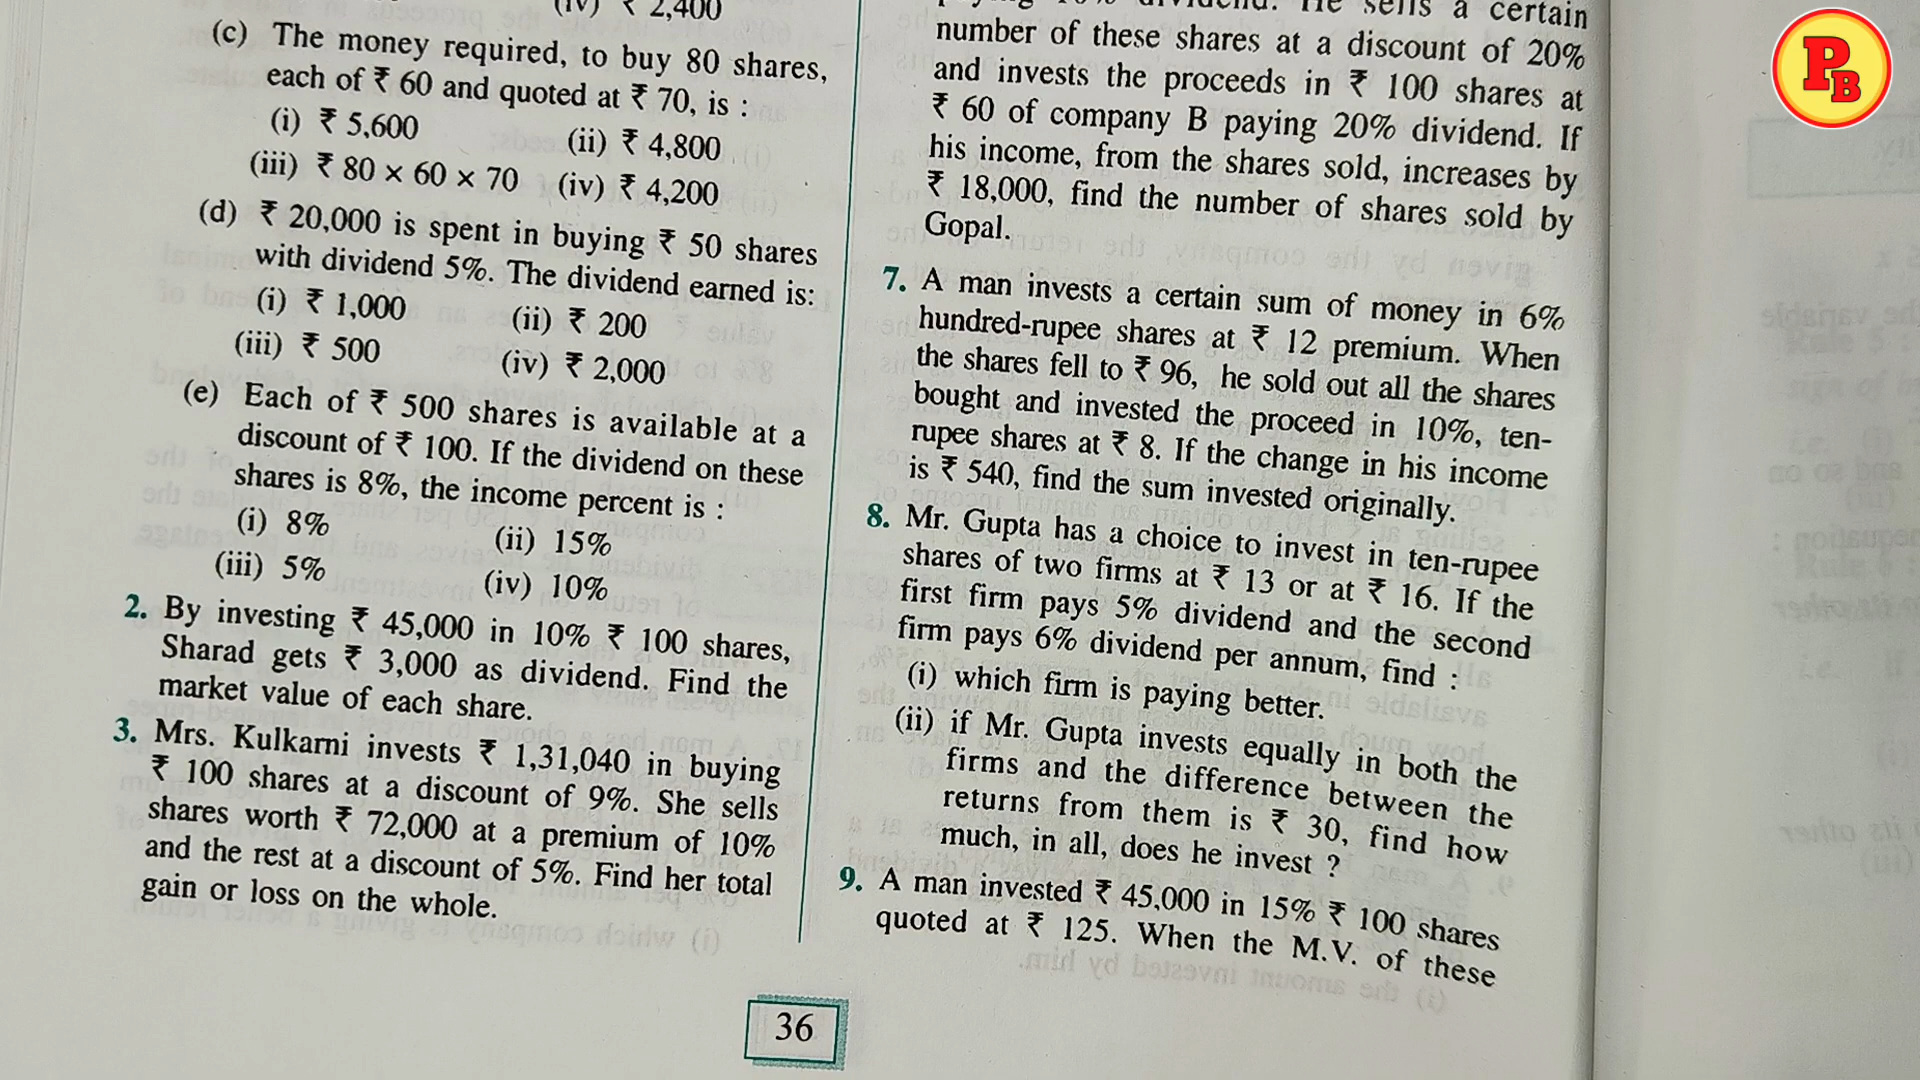 (iv) ₹ 2,400
(c) The money required, to buy 80 shares,
each of ₹ 60 and quoted at ₹ 70, is :
(i) ₹ 5,600 (ii) ₹ 4,800
(iii) ₹ 80 × 60 × 70 (iv) ₹ 4,200
(d) ₹ 20,000 is spent in buying ₹ 50 shares
with dividend 5%. The dividend earned is:
(i) ₹ 1,000 (ii) ₹ 200
(iii) ₹ 500 (iv) ₹ 2,000
(e) Each of ₹ 500 shares is available at a
discount of ₹ 100. If the dividend on these
shares is 8%, the income percent is :
(i) 8% (ii) 15%
(iii) 5% (iv) 10%
2. By investing ₹ 45,000 in 10% ₹ 100 shares,
Sharad gets ₹ 3,000 as dividend. Find the
market value of each share.
3. Mrs. Kulkarni invests ₹ 1,31,040 in buying
₹ 100 shares at a discount of 9%. She sells
shares worth ₹ 72,000 at a premium of 10%
and the rest at a discount of 5%. Find her total
gain or loss on the whole.
dividend. He sells a certain
number of these shares at a discount of 20%
and invests the proceeds in ₹ 100 shares at
₹ 60 of company B paying 20% dividend. If
his income, from the shares sold, increases by
₹ 18,000, find the number of shares sold by
Gopal.
7. A man invests a certain sum of money in 6%
hundred-rupee shares at ₹ 12 premium. When
the shares fell to ₹ 96, he sold out all the shares
bought and invested the proceed in 10%, ten-
rupee shares at ₹ 8. If the change in his income
is ₹ 540, find the sum invested originally.
8. Mr. Gupta has a choice to invest in ten-rupee
shares of two firms at ₹ 13 or at ₹ 16. If the
first firm pays 5% dividend and the second
firm pays 6% dividend per annum, find :
(i) which firm is paying better.
(ii) if Mr. Gupta invests equally in both the
firms and the difference between the
returns from them is ₹ 30, find how
much, in all, does he invest ?
9. A man invested ₹ 45,000 in 15% ₹ 100 shares
quoted at ₹ 125. When the M.V. of these
36
PB